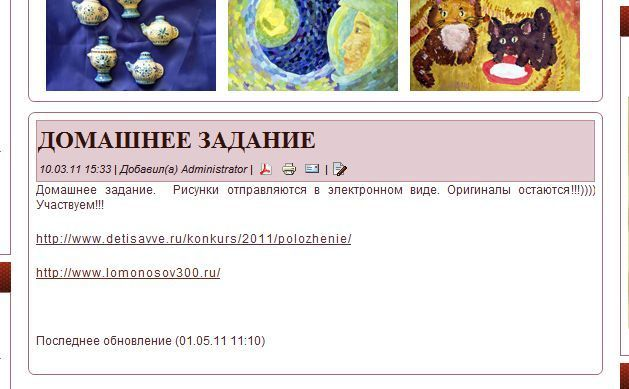 ДОМАШНЕЕ ЗАДАНИЕ
10.03.11 15:33 | Добавил(а) Administrator | |
Домашнее задание. Рисунки отправляются в электронном виде. Оригиналы остаются!!!))))
Участвуем!!!
http://www.detisavve.ru/konkurs/2011/polozhenie/
http://www.lomonosov300.ru/
Последнее обновление (01.05.11 11:10)